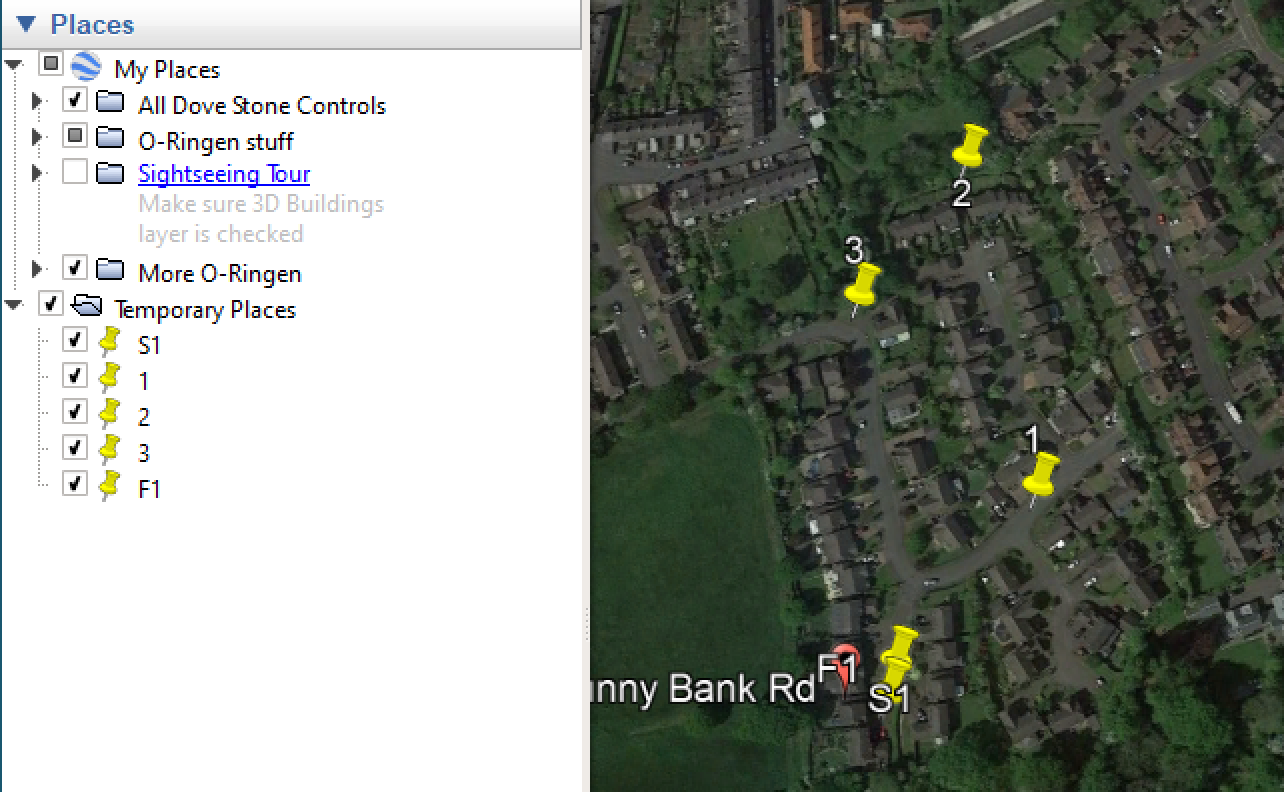 Places
My Places
All Dove Stone Controls
O-Ringen stuff
Sightseeing Tour
Make sure 3D Buildings
layer is checked
More O-Ringen
Temporary Places
S1
1
2
3
F1
2
3
1
F1
unny Bank Rd
S1